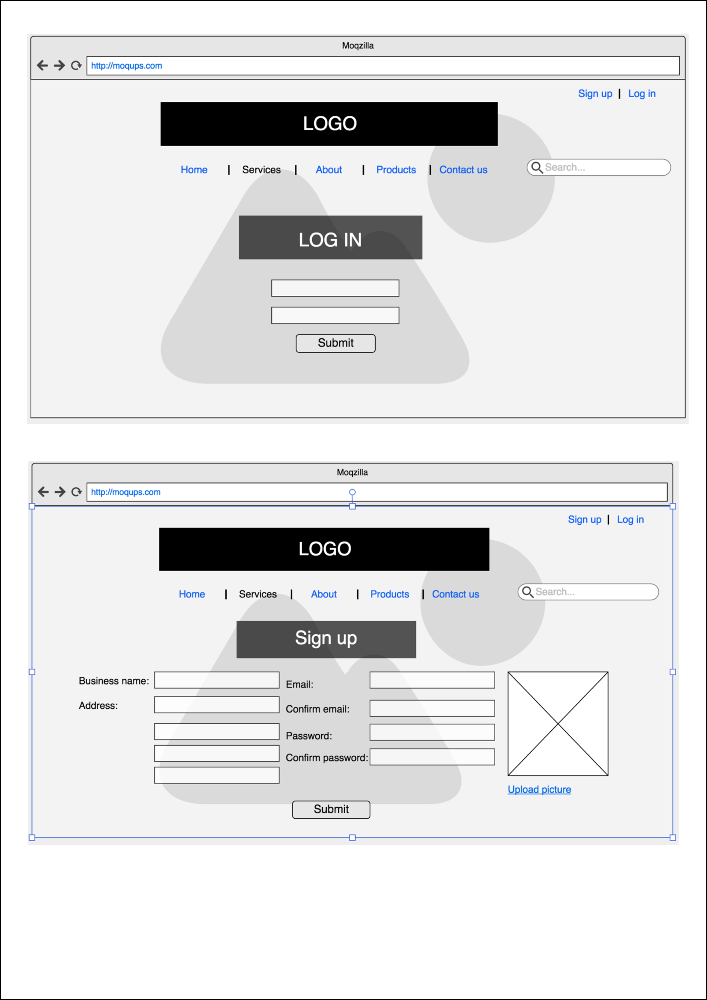 Moqzilla
http://moqups.com
Sign up | Log in
LOGO
Home | Services | About | Products | Contact us
Search...
LOG IN
Submit
Moqzilla
http://moqups.com
Sign up | Log in
LOGO
Home | Services | About | Products | Contact us
Search...
Sign up
Business name:
Email:
Address:
Confirm email:
Password:
Confirm password:
Upload picture
Submit